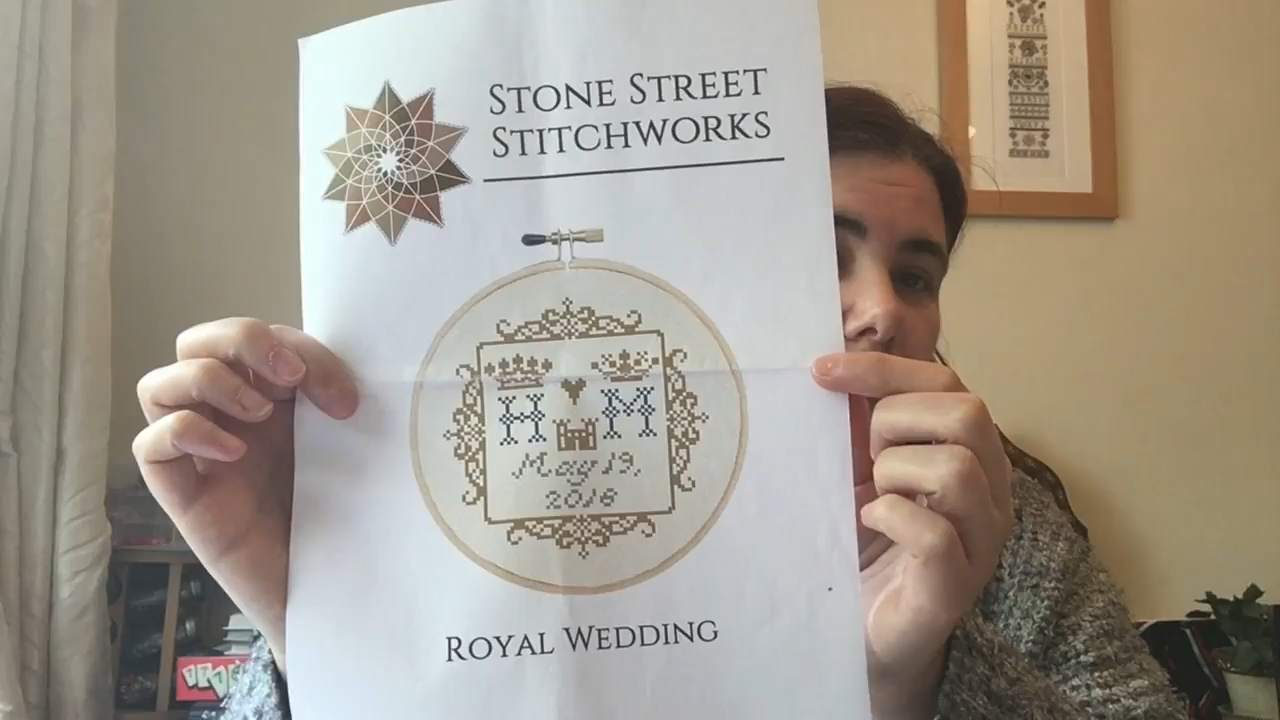 STONE STREET
STITCHWORKS
H M
May 19,
2018
ROYAL WEDDING